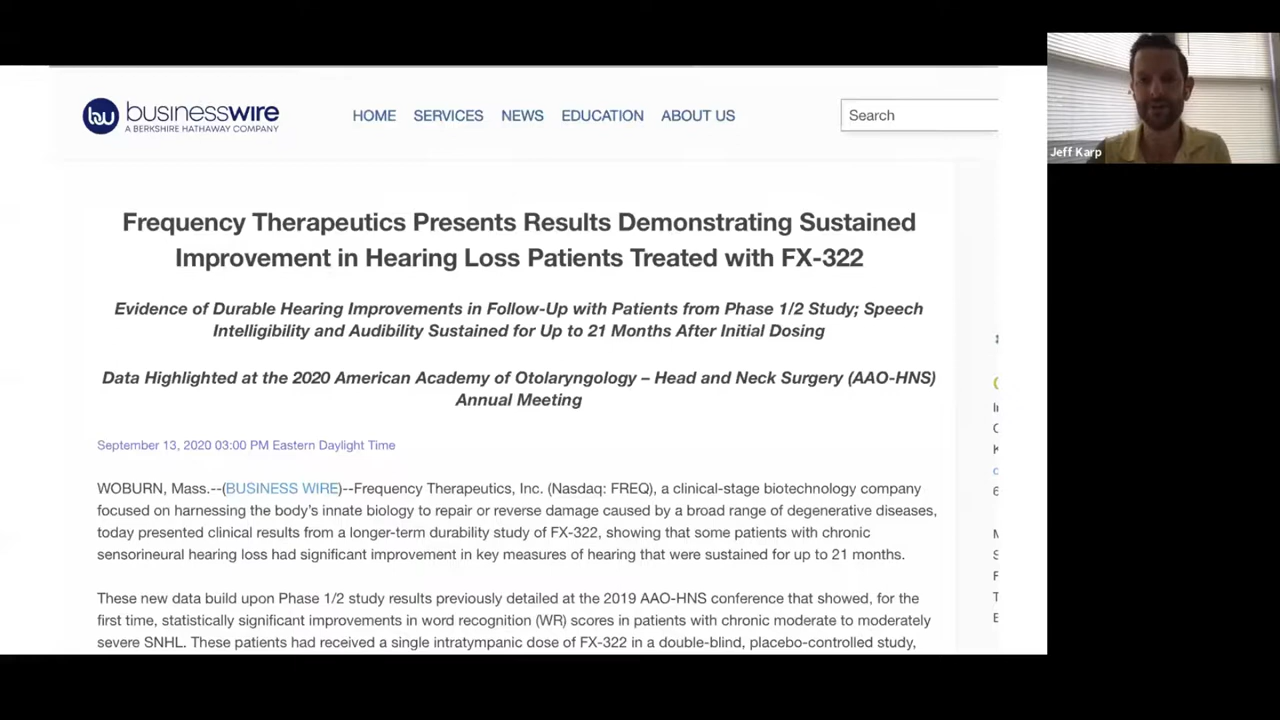 businesswire
A BERKSHIRE HATHAWAY COMPANY
HOME SERVICES NEWS EDUCATION ABOUT US
Search
Jeff Karp
Frequency Therapeutics Presents Results Demonstrating Sustained
Improvement in Hearing Loss Patients Treated with FX-322
Evidence of Durable Hearing Improvements in Follow-Up with Patients from Phase 1/2 Study; Speech
Intelligibility and Audibility Sustained for Up to 21 Months After Initial Dosing
Data Highlighted at the 2020 American Academy of Otolaryngology – Head and Neck Surgery (AAO-HNS)
Annual Meeting
September 13, 2020 03:00 PM Eastern Daylight Time
WOBURN, Mass.--(BUSINESS WIRE)--Frequency Therapeutics, Inc. (Nasdaq: FREQ), a clinical-stage biotechnology company
focused on harnessing the body's innate biology to repair or reverse damage caused by a broad range of degenerative diseases,
today presented clinical results from a longer-term durability study of FX-322, showing that some patients with chronic
sensorineural hearing loss had significant improvement in key measures of hearing that were sustained for up to 21 months.
These new data build upon Phase 1/2 study results previously detailed at the 2019 AAO-HNS conference that showed, for the
first time, statistically significant improvements in word recognition (WR) scores in patients with chronic moderate to moderately
severe SNHL. These patients had received a single intratympanic dose of FX-322 in a double-blind, placebo-controlled study,